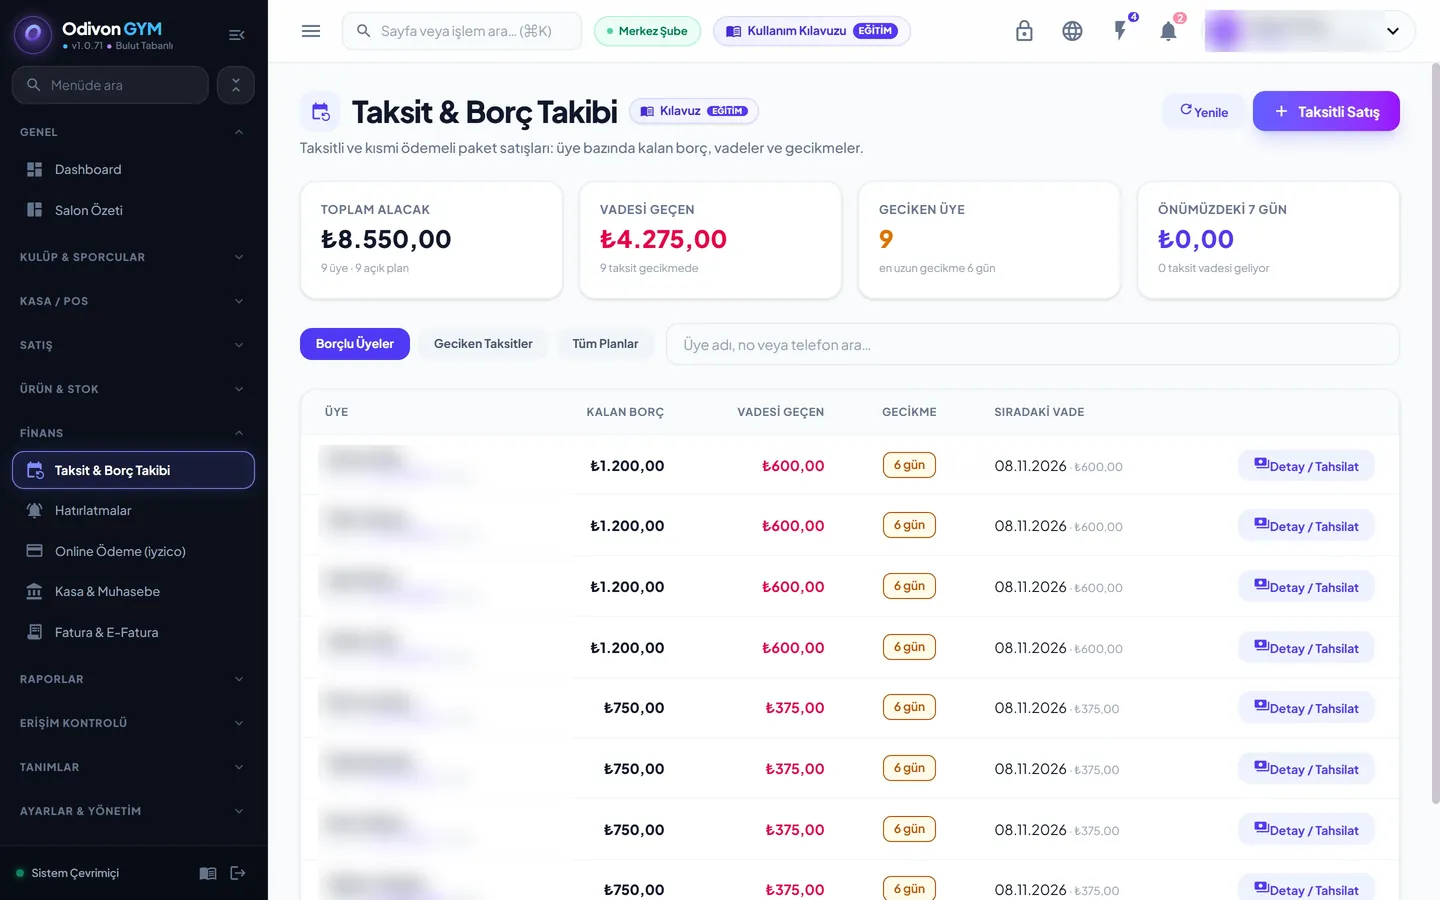 Odivon GYM
v1.0.71 Bulut Tabanlı
Menüde ara
GENEL
Dashboard
Salon Özeti
KULÜP & SPORCULAR
KASA / POS
SATIŞ
ÜRÜN & STOK
FİNANS
Taksit & Borç Takibi
Hatırlatmalar
Online Ödeme (iyzico)
Kasa & Muhasebe
Fatura & E-Fatura
RAPORLAR
ERİŞİM KONTROLÜ
TANIMLAR
AYARLAR & YÖNETİM
Sistem Çevrimiçi
Sayfa veya işlem ara... (⌘K)
Merkez Şube
Kullanım Kılavuzu EĞİTİM
4
2
Taksit & Borç Takibi
Kılavuz EĞİTİM
Yenile
+ Taksitli Satış
Taksitli ve kısmi ödemeli paket satışları: üye bazında kalan borç, vadeler ve gecikmeler.
TOPLAM ALACAK
₺8.550,00
9 üye · 9 açık plan
VADESİ GEÇEN
₺4.275,00
9 taksit gecikmede
GECİKEN ÜYE
9
en uzun gecikme 6 gün
ÖNÜMÜZDEKİ 7 GÜN
₺0,00
0 taksit vadesi geliyor
Borçlu Üyeler
Geciken Taksitler
Tüm Planlar
Üye adı, no veya telefon ara...
ÜYE KALAN BORÇ VADESİ GEÇEN GECİKME SIRADAKİ VADE
₺1.200,00 ₺600,00 6 gün 08.11.2026 · ₺600,00 Detay / Tahsilat
₺1.200,00 ₺600,00 6 gün 08.11.2026 · ₺600,00 Detay / Tahsilat
₺1.200,00 ₺600,00 6 gün 08.11.2026 · ₺600,00 Detay / Tahsilat
₺1.200,00 ₺600,00 6 gün 08.11.2026 · ₺600,00 Detay / Tahsilat
₺750,00 ₺375,00 6 gün 08.11.2026 · ₺375,00 Detay / Tahsilat
₺750,00 ₺375,00 6 gün 08.11.2026 · ₺375,00 Detay / Tahsilat
₺750,00 ₺375,00 6 gün 08.11.2026 · ₺375,00 Detay / Tahsilat
₺750,00 ₺375,00 6 gün 08.11.2026 · ₺375,00 Detay / Tahsilat